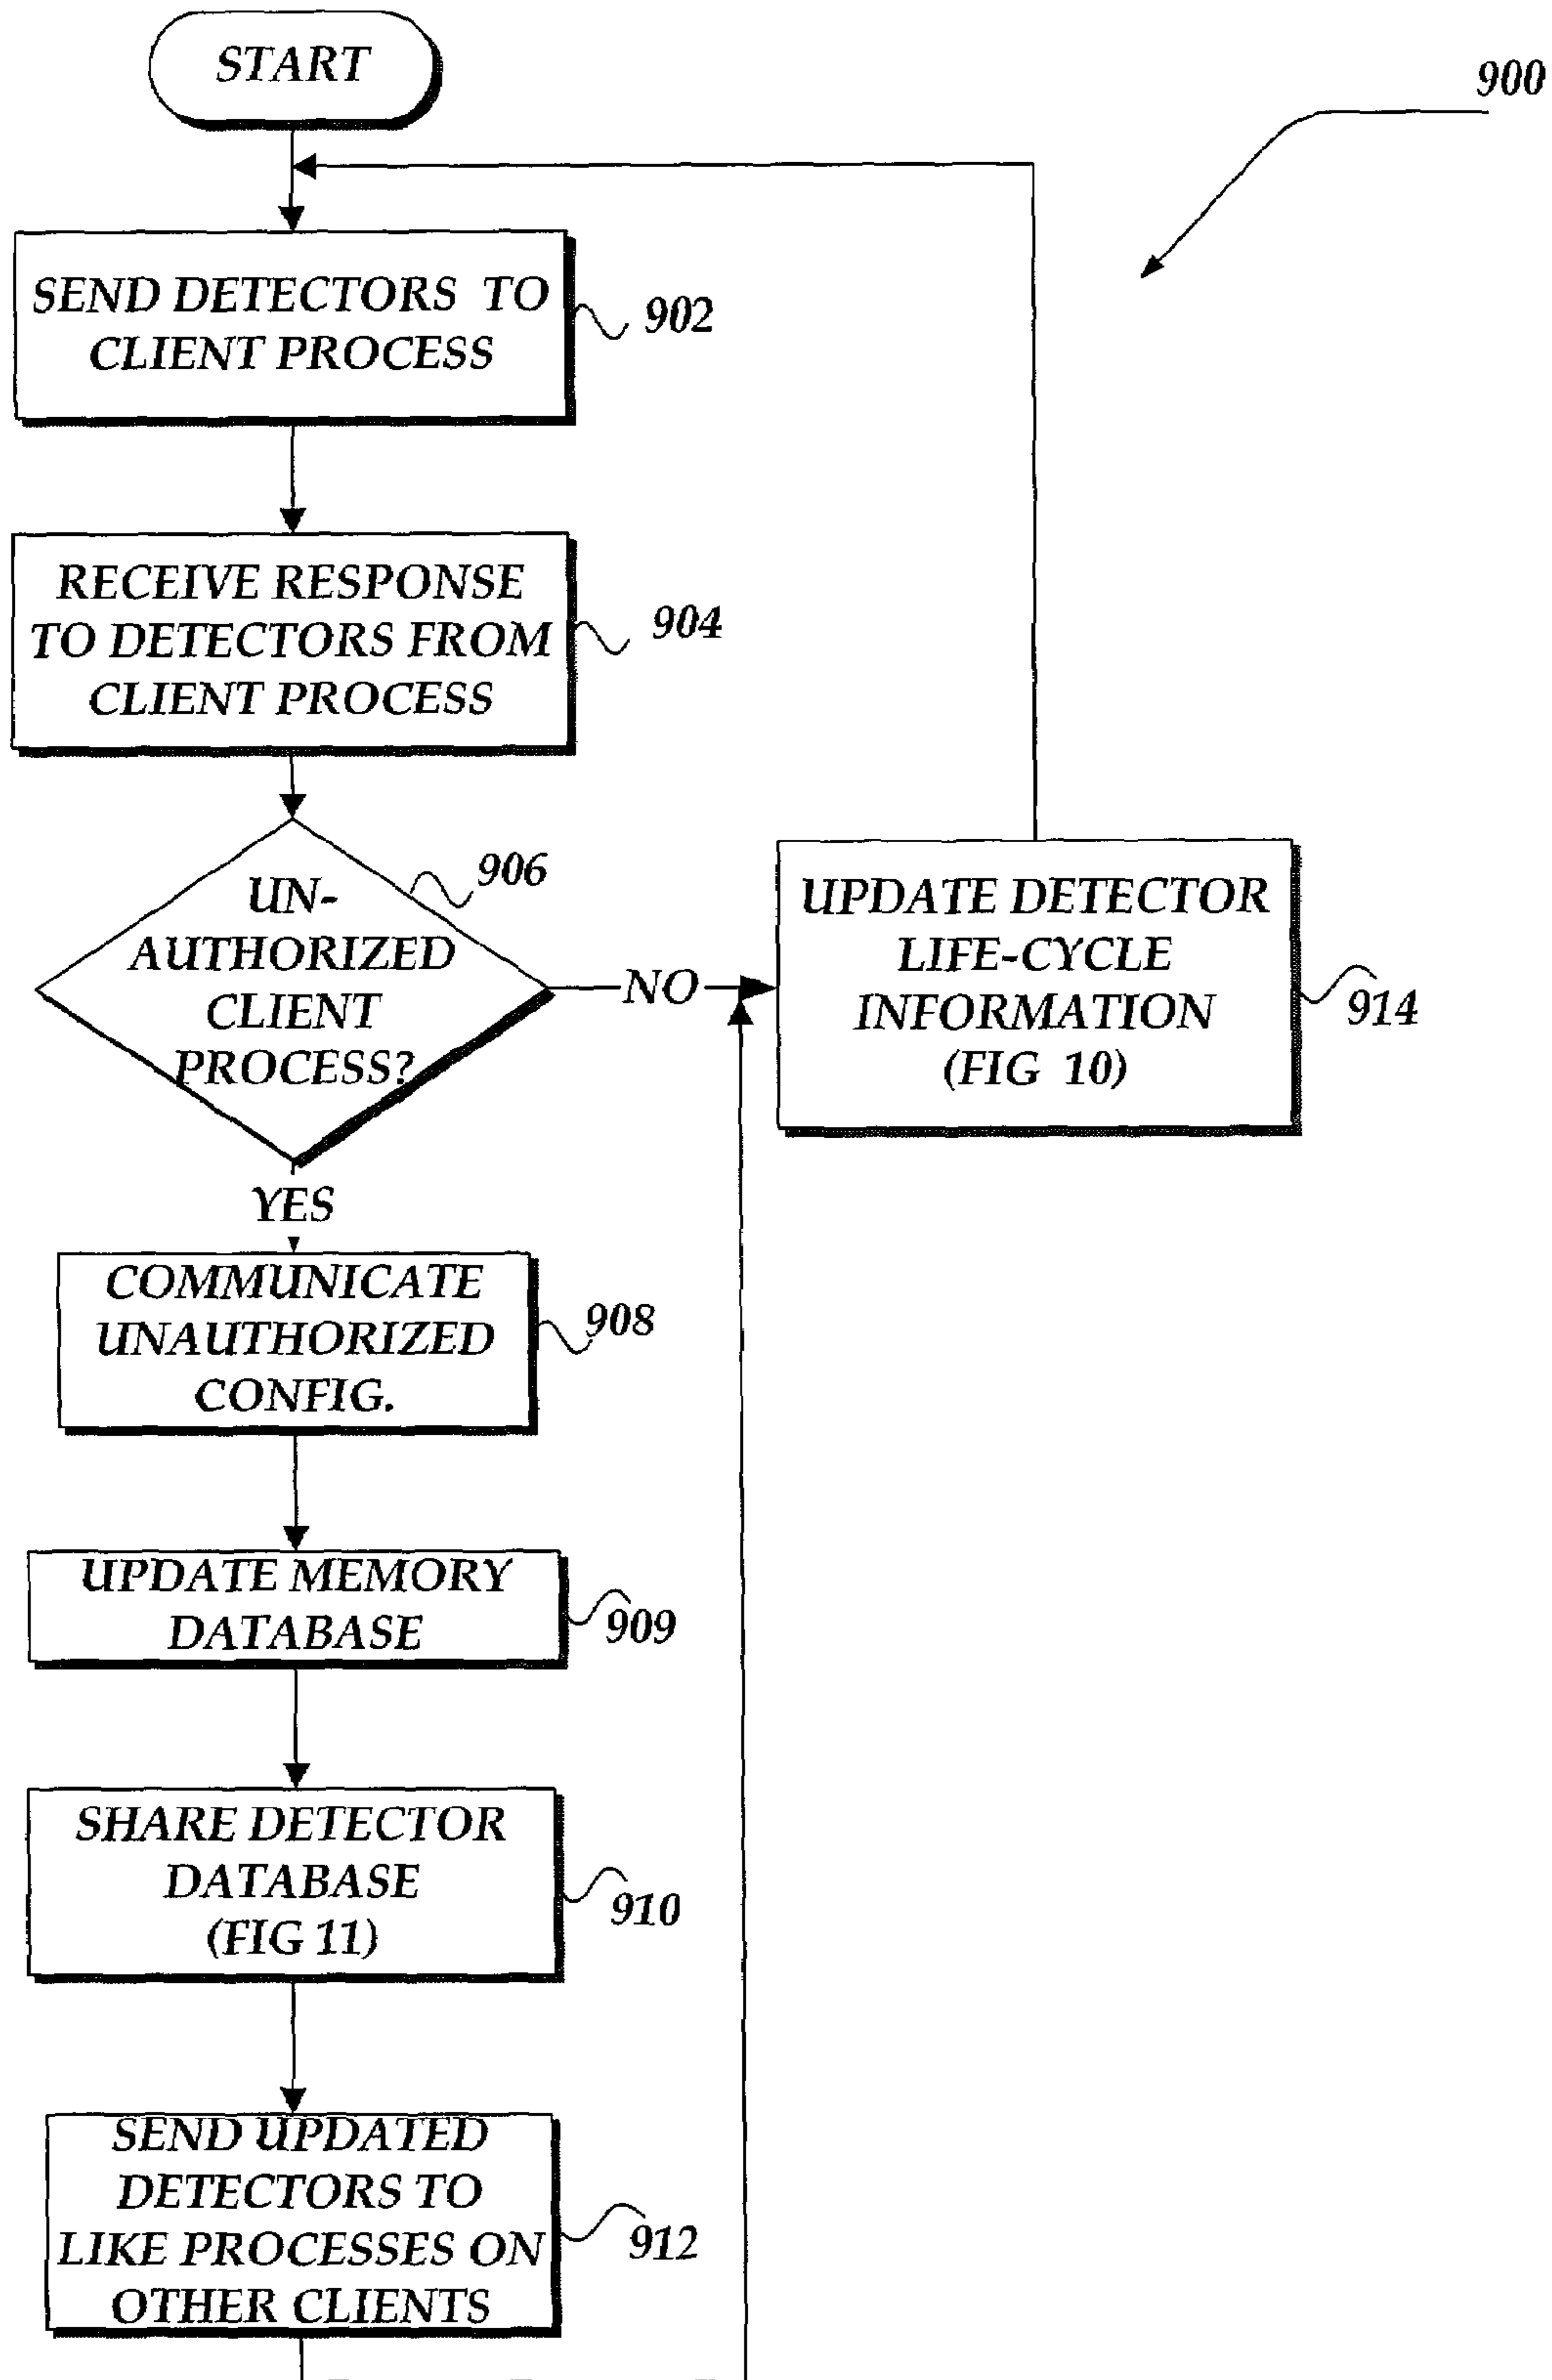 START
900
SEND DETECTORS TO
CLIENT PROCESS
902
RECEIVE RESPONSE
TO DETECTORS FROM
CLIENT PROCESS
904
UN-
AUTHORIZED
CLIENT
PROCESS?
906
NO
UPDATE DETECTOR
LIFE-CYCLE
INFORMATION
(FIG 10)
914
YES
COMMUNICATE
UNAUTHORIZED
CONFIG.
908
UPDATE MEMORY
DATABASE
909
SHARE DETECTOR
DATABASE
(FIG 11)
910
SEND UPDATED
DETECTORS TO
LIKE PROCESSES ON
OTHER CLIENTS
912